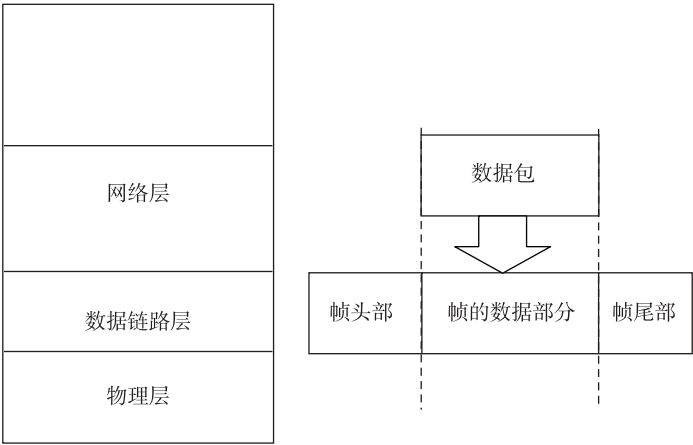 网络层
数据链路层
物理层
数据包
帧头部
帧的数据部分
帧尾部